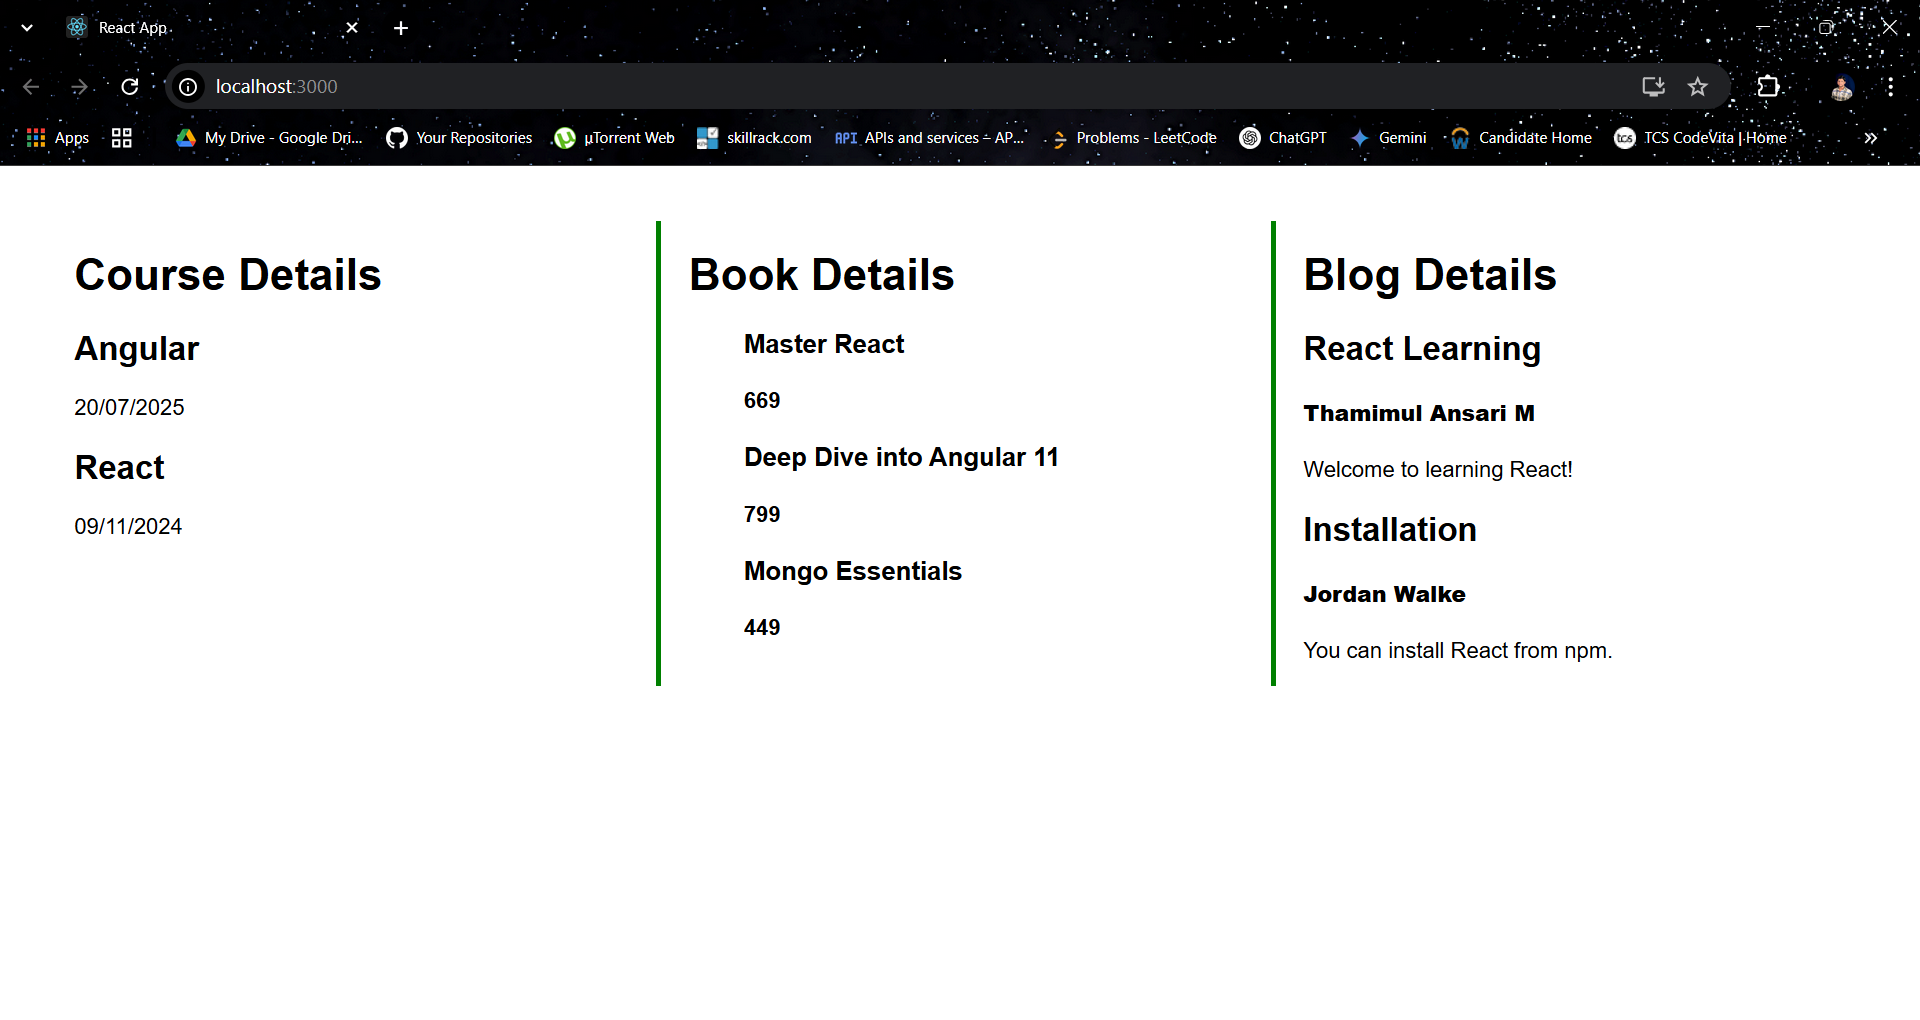 React App
localhost:3000
Apps
My Drive - Google Dri...
Your Repositories
µTorrent Web
skillrack.com
API APIs and services – AP...
Problems - LeetCode
ChatGPT
Gemini
Candidate Home
tcs TCS CodeVita | Home
Course Details
Angular
20/07/2025
React
09/11/2024
Book Details
Master React
669
Deep Dive into Angular 11
799
Mongo Essentials
449
Blog Details
React Learning
Thamimul Ansari M
Welcome to learning React!
Installation
Jordan Walke
You can install React from npm.